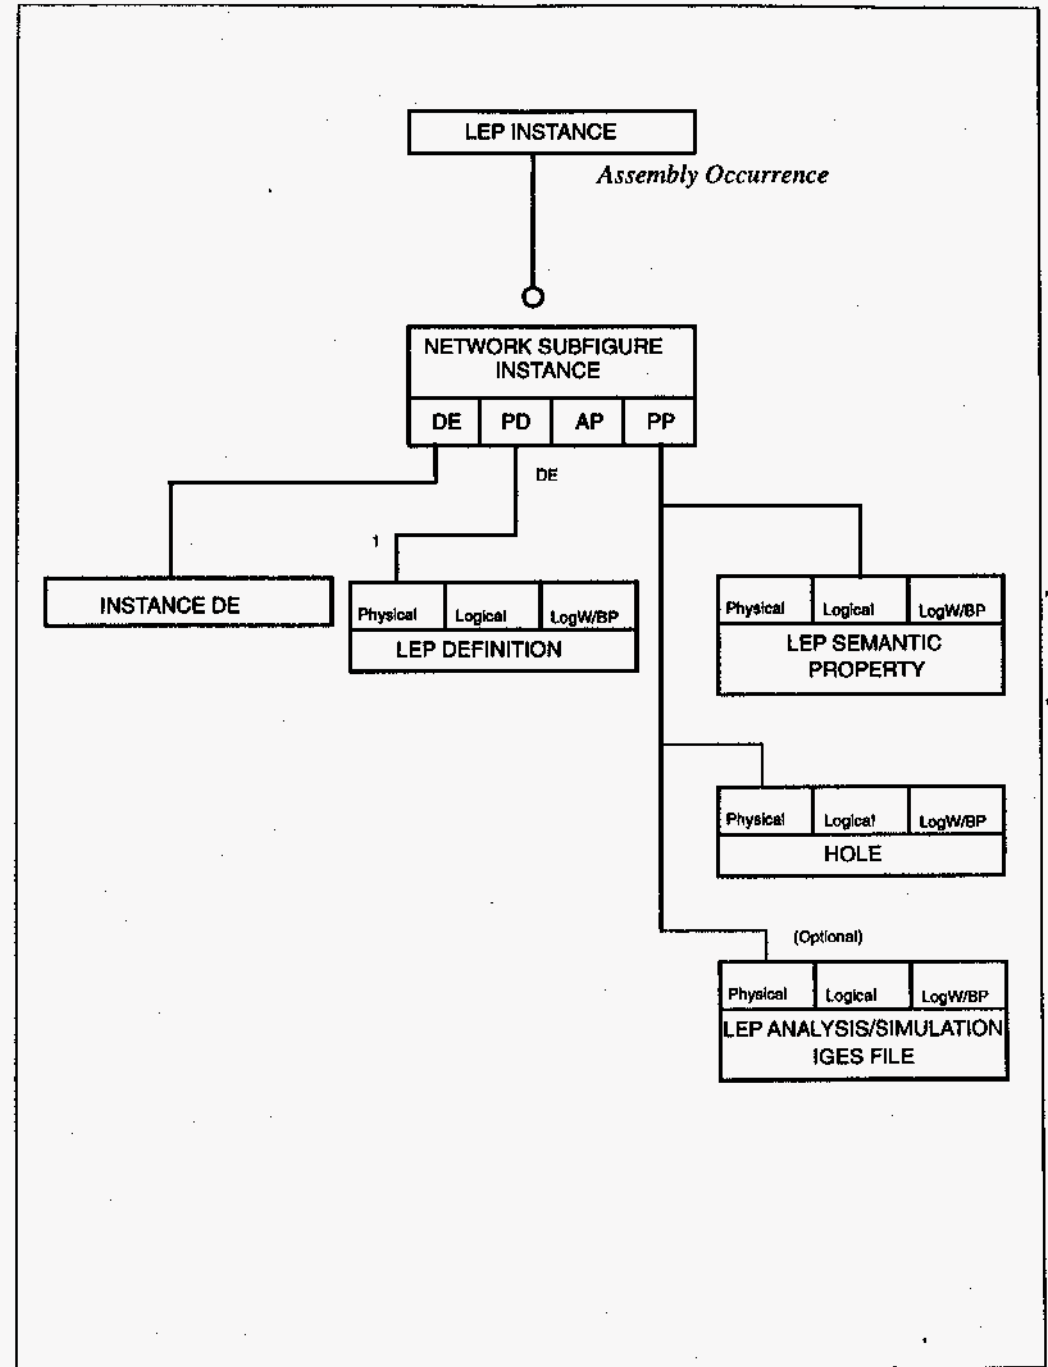 LEP INSTANCE
Assembly Occurrence
NETWORK SUBFIGURE
INSTANCE
DE PD AP PP
DE
1
INSTANCE DE
Physical Logical LogW/BP
LEP DEFINITION
Physical Logical LogW/BP
LEP SEMANTIC
PROPERTY
Physical Logical LogW/BP
HOLE
(Optional)
Physical Logical LogW/BP
LEP ANALYSIS/SIMULATION
IGES FILE